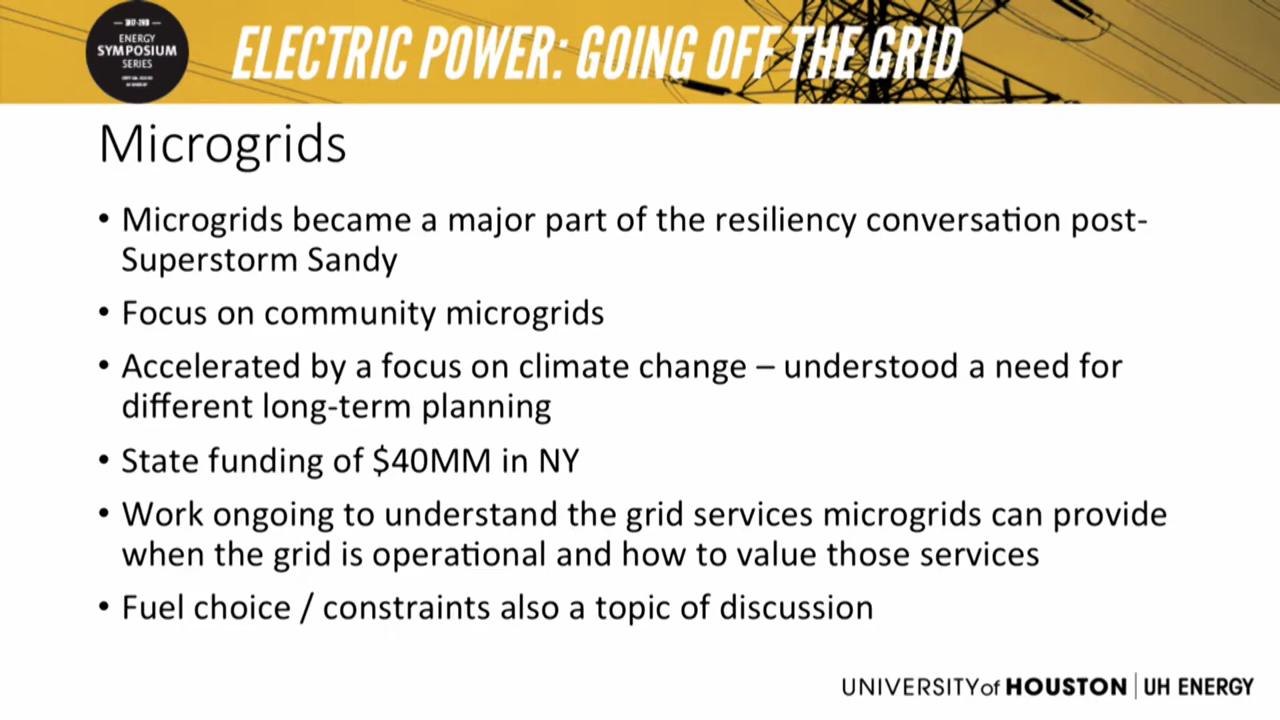 ENERGY
SYMPOSIUM
SERIES
ELECTRIC POWER: GOING OFF THE GRID
Microgrids
• Microgrids became a major part of the resiliency conversation post-
Superstorm Sandy
• Focus on community microgrids
• Accelerated by a focus on climate change – understood a need for
different long-term planning
• State funding of $40MM in NY
• Work ongoing to understand the grid services microgrids can provide
when the grid is operational and how to value those services
• Fuel choice / constraints also a topic of discussion
UNIVERSITY of HOUSTON | UH ENERGY